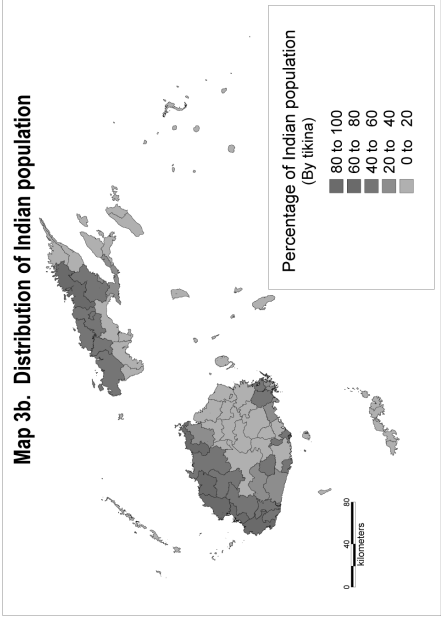 Map 3b. Distribution of Indian population
Percentage of Indian population
(By tikina)
80 to 100
60 to 80
40 to 60
20 to 40
0 to 20
0 40 80
kilometers